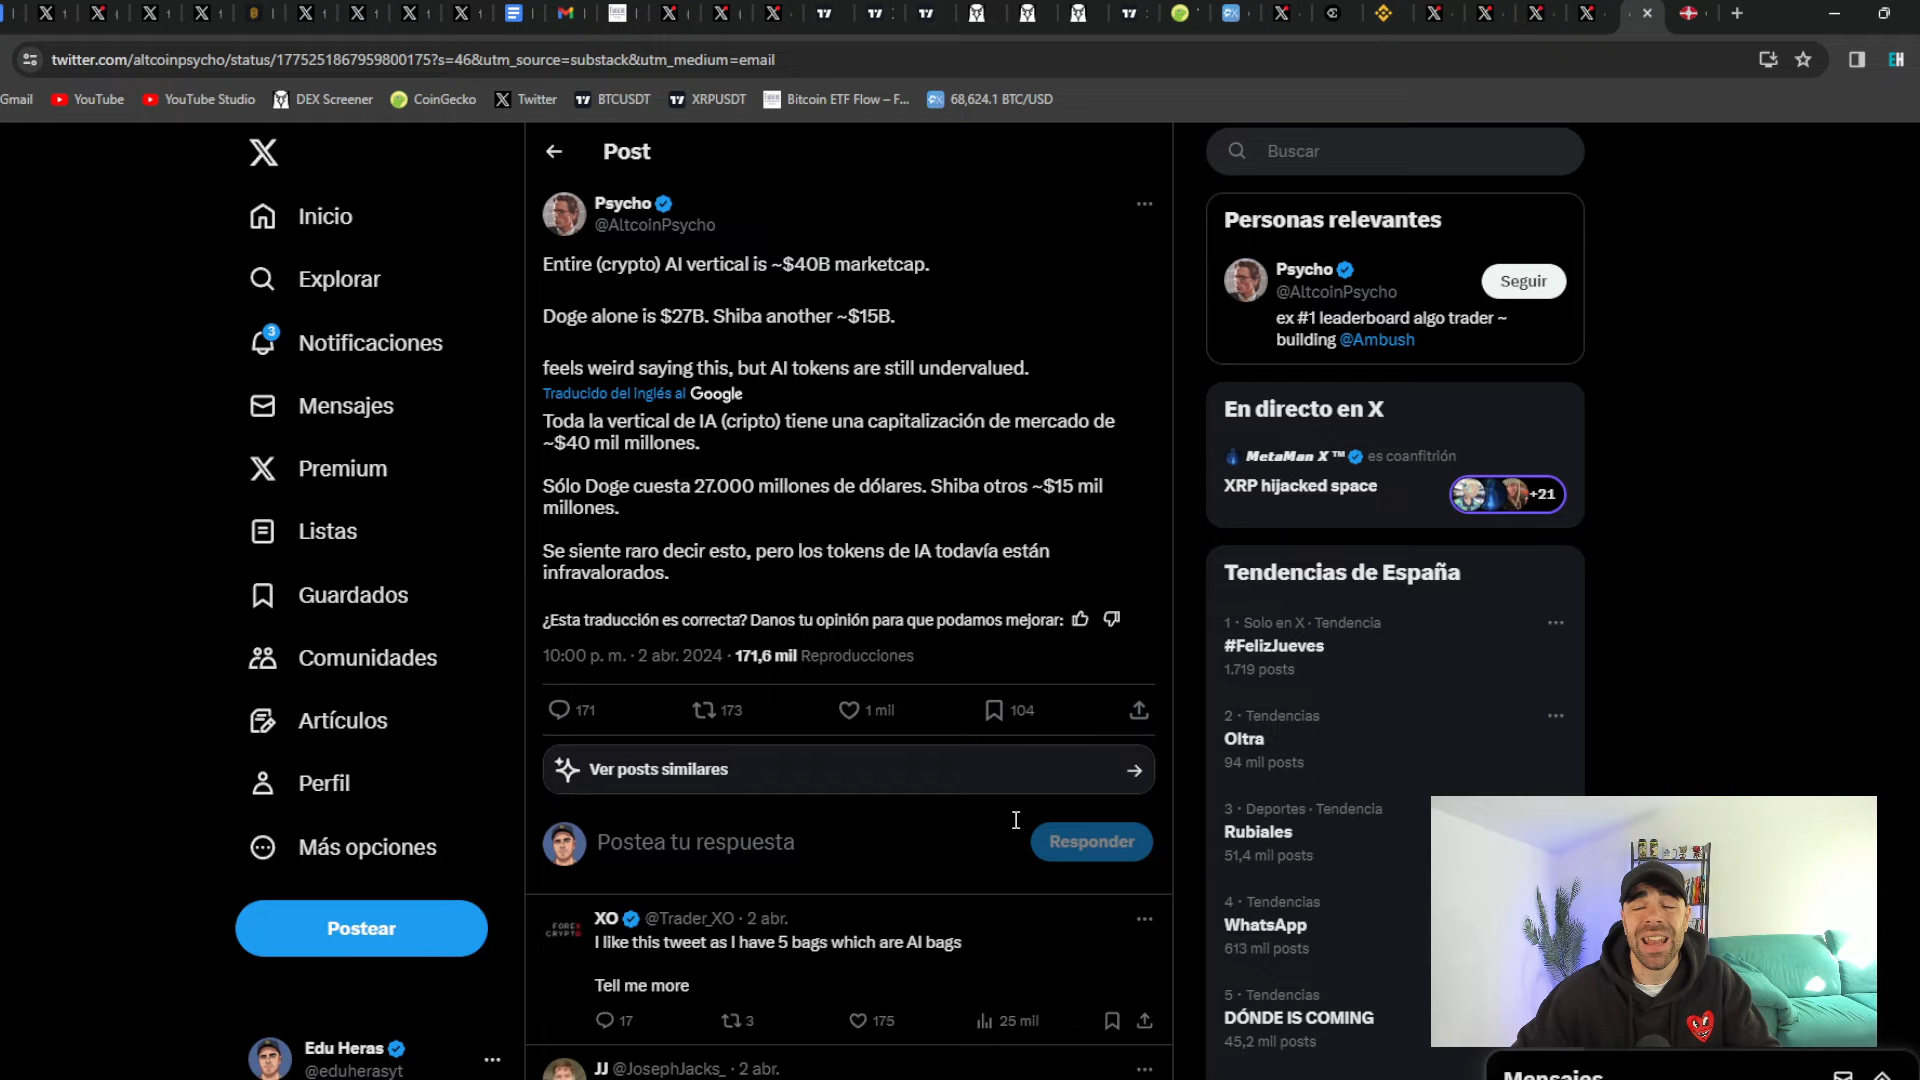 twitter.com/altcoinpsycho/status/1775251867959800175?s=46&utm_source=substack&utm_medium=email
Gmail
YouTube
YouTube Studio
DEX Screener
CoinGecko
Twitter
BTCUSDT
XRPUSDT
Bitcoin ETF Flow – F...
68,624.1 BTC/USD
Inicio
Explorar
3
Notificaciones
Mensajes
Premium
Listas
Guardados
Comunidades
Artículos
Perfil
Más opciones
Postear
Edu Heras
@eduherasyt
Post
Psycho
@AltcoinPsycho
Entire (crypto) AI vertical is ~$40B marketcap.
Doge alone is $27B. Shiba another ~$15B.
feels weird saying this, but AI tokens are still undervalued.
Traducido del inglés al Google
Toda la vertical de IA (cripto) tiene una capitalización de mercado de
~$40 mil millones.
Sólo Doge cuesta 27.000 millones de dólares. Shiba otros ~$15 mil
millones.
Se siente raro decir esto, pero los tokens de IA todavía están
infravalorados.
¿Esta traducción es correcta? Danos tu opinión para que podamos mejorar:
10:00 p. m. · 2 abr. 2024 · 171,6 mil Reproducciones
171 173 1 mil 104
Ver posts similares
Postea tu respuesta
Responder
XO @Trader_XO · 2 abr.
FOREX
CRYPTO
I like this tweet as I have 5 bags which are AI bags
Tell me more
17 3 175 25 mil
JJ @JosephJacks_ · 2 abr.
Buscar
Personas relevantes
Psycho
@AltcoinPsycho
Seguir
ex #1 leaderboard algo trader ~
building @Ambush
En directo en X
MetaMan X ™ es coanfitrión
XRP hijacked space
+21
Tendencias de España
1 · Solo en X · Tendencia
#FelizJueves
1.719 posts
2 · Tendencias
Oltra
94 mil posts
3 · Deportes · Tendencia
Rubiales
51,4 mil posts
4 · Tendencias
WhatsApp
613 mil posts
5 · Tendencias
DÓNDE IS COMING
45,2 mil posts
Mensajes